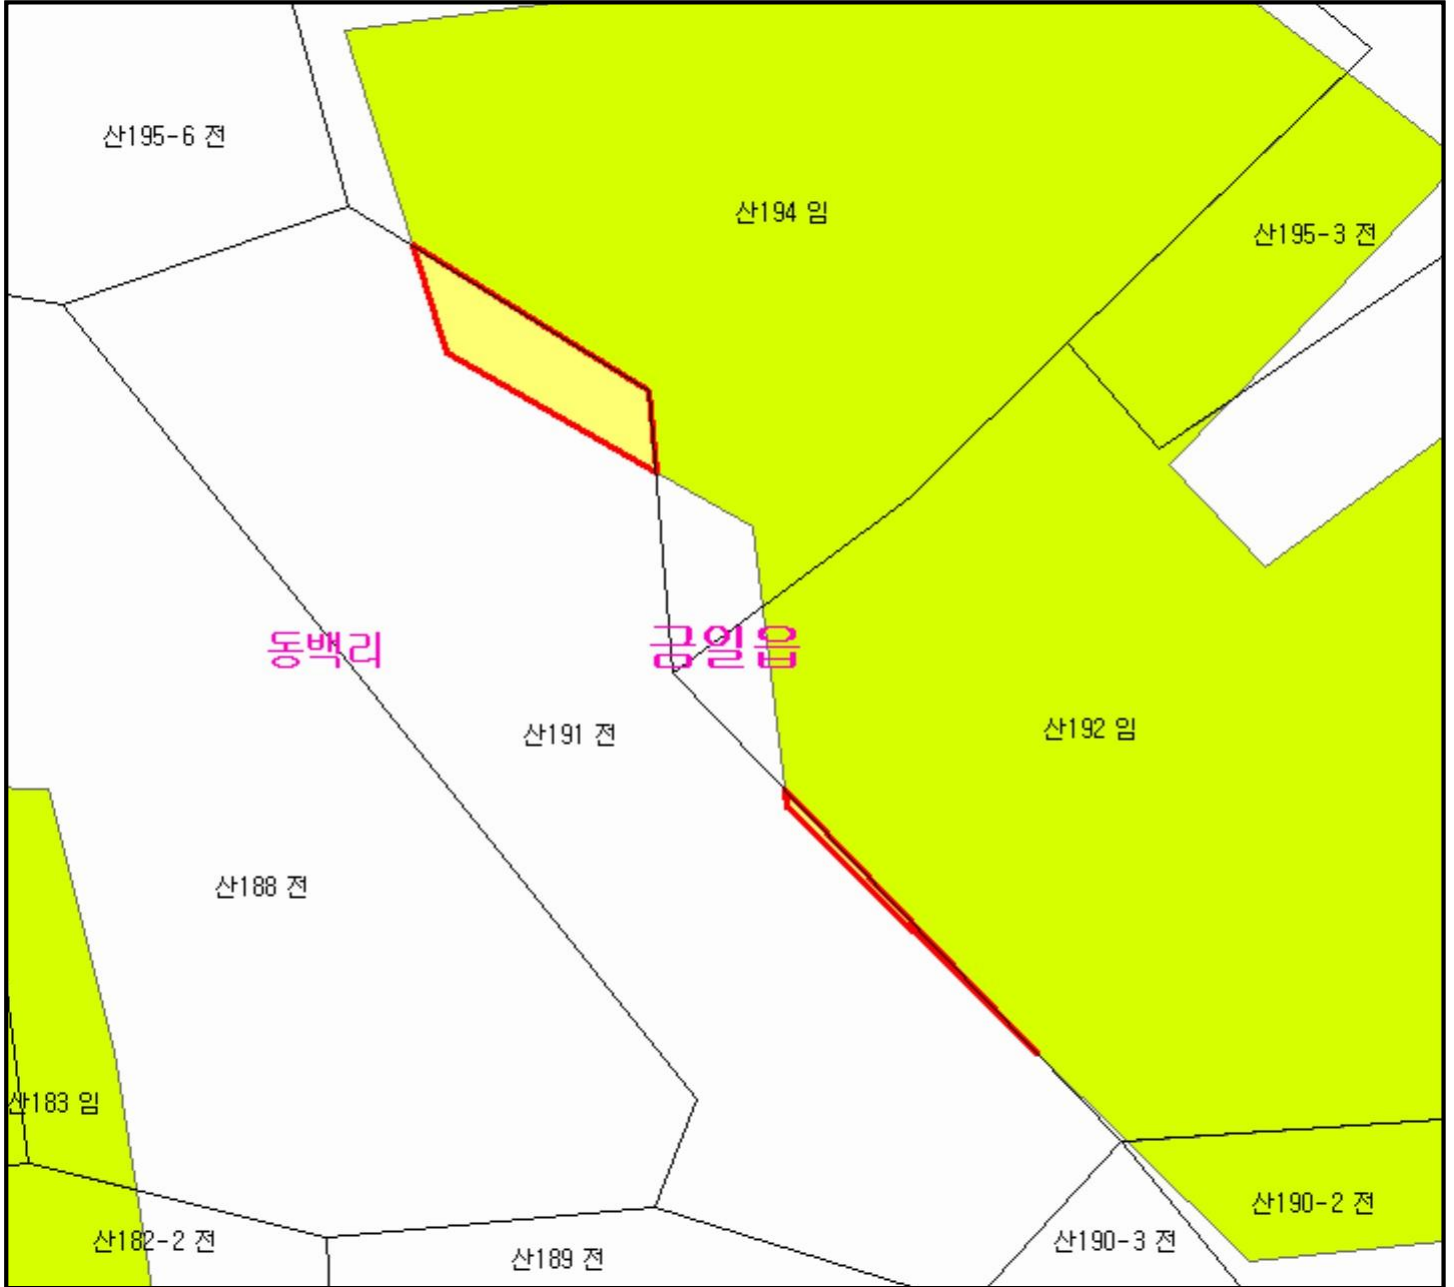 산195-6 전
산194 임
산195-3 전
동백리
금일읍
산191 전
산192 임
산188 전
산183 임
산190-2 전
산182-2 전
산189 전
산190-3 전